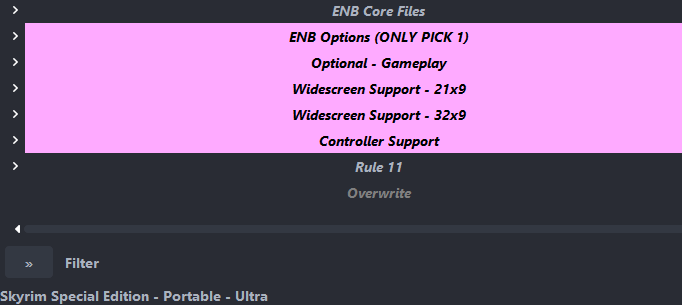 ENB Core Files
ENB Options (ONLY PICK 1)
Optional - Gameplay
Widescreen Support - 21x9
Widescreen Support - 32x9
Controller Support
Rule 11
Overwrite
» Filter
Skyrim Special Edition - Portable - Ultra